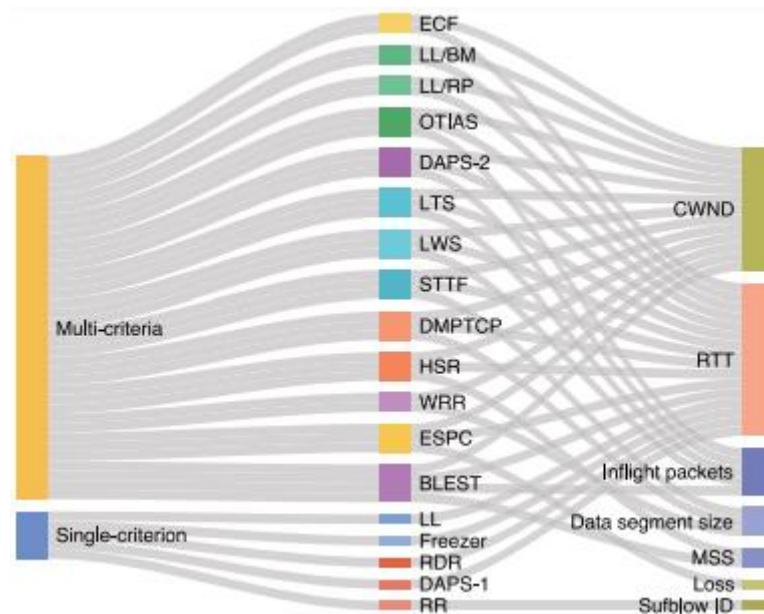 Multi-criteria
Single-criterion
ECF
LL/BM
LL/RP
OTIAS
DAPS-2
LTS
LWS
STTF
DMPTCP
HSR
WRR
ESPC
BLEST
LL
Freezer
RDR
DAPS-1
RR
CWND
RTT
Inflight packets
Data segment size
MSS
Loss
Sufblow ID